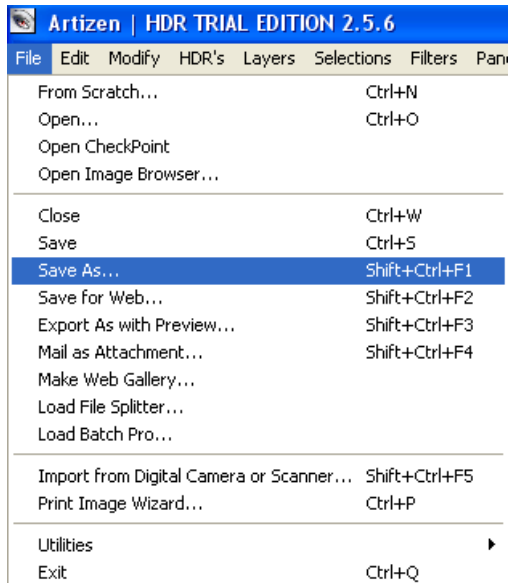 Artizen | HDR TRIAL EDITION 2.5.6
File Edit Modify HDR's Layers Selections Filters Pan
From Scratch... Ctrl+N
Open... Ctrl+O
Open CheckPoint
Open Image Browser...
Close Ctrl+W
Save Ctrl+S
Save As... Shift+Ctrl+F1
Save for Web... Shift+Ctrl+F2
Export As with Preview... Shift+Ctrl+F3
Mail as Attachment... Shift+Ctrl+F4
Make Web Gallery...
Load File Splitter...
Load Batch Pro...
Import from Digital Camera or Scanner... Shift+Ctrl+F5
Print Image Wizard... Ctrl+P
Utilities
Exit Ctrl+Q